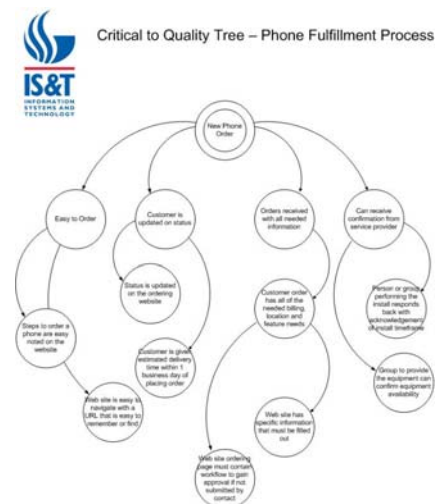 Critical to Quality Tree – Phone Fulfillment Process
IS&T
INFORMATION
SYSTEMS AND
TECHNOLOGY
New Phone
Order
Easy to Order
Customer is
updated on status
Orders received
with all needed
information
Can receive
confirmation from
service provider
Status is updated
on the ordering
website
Customer order
has all of the
needed billing,
location and
feature needs
Person or group
performing the
install responds
back with
acknowledgement
of install timeframe
Steps to order a
phone are easy
noted on the
website
Customer is given
estimated delivery
time within 1
business day of
placing order
Group to provide
the equipment can
confirm equipment
availability
Web site is easy to
navigate with a
URL that is easy to
remember or find
Web site has
specific information
that must be filled
out
Web site ordering
page must contain
workflow to gain
approval if not
submitted by
contact